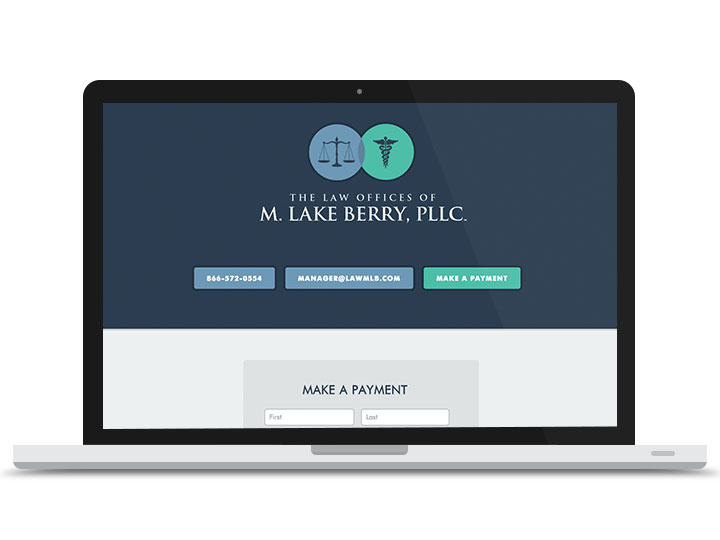 THE LAW OFFICES OF
M. LAKE BERRY, PLLC.
866-572-0554
MANAGER@LAWMLB.COM
MAKE A PAYMENT
MAKE A PAYMENT
First
Last